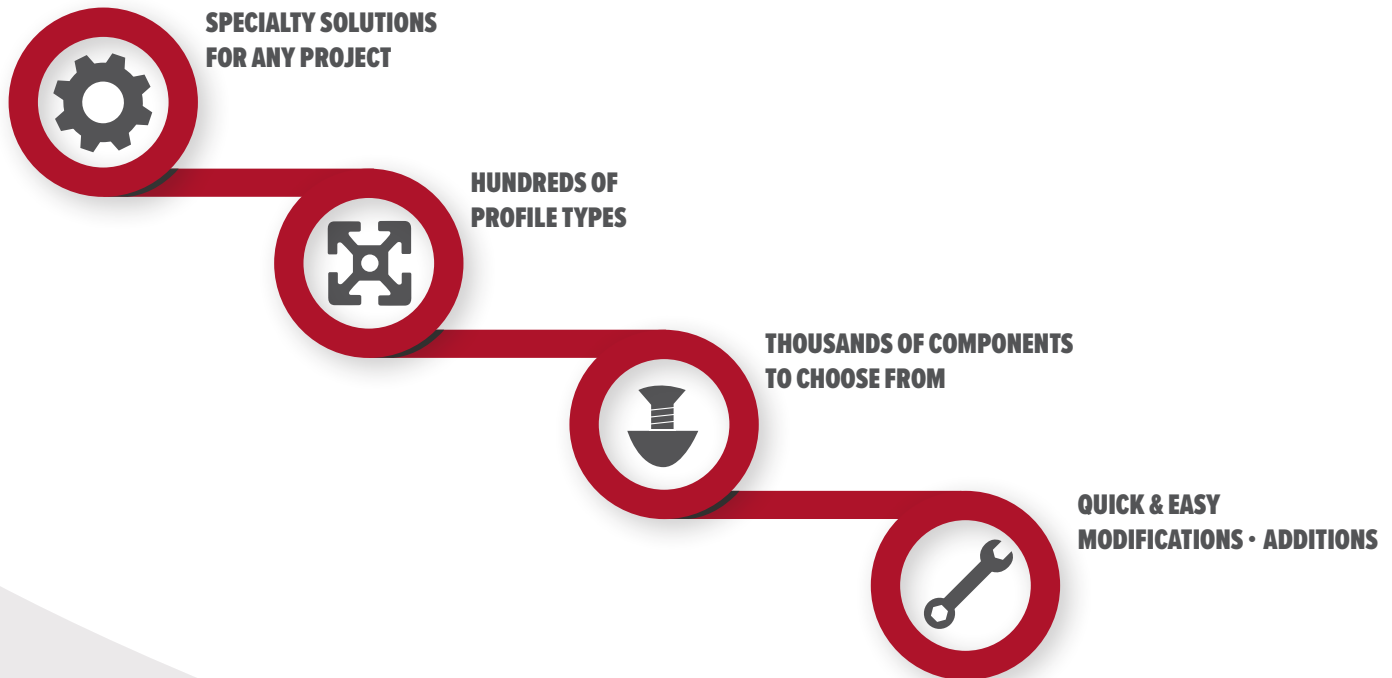 SPECIALTY SOLUTIONS
FOR ANY PROJECT
HUNDREDS OF
PROFILE TYPES
THOUSANDS OF COMPONENTS
TO CHOOSE FROM
QUICK & EASY
MODIFICATIONS • ADDITIONS